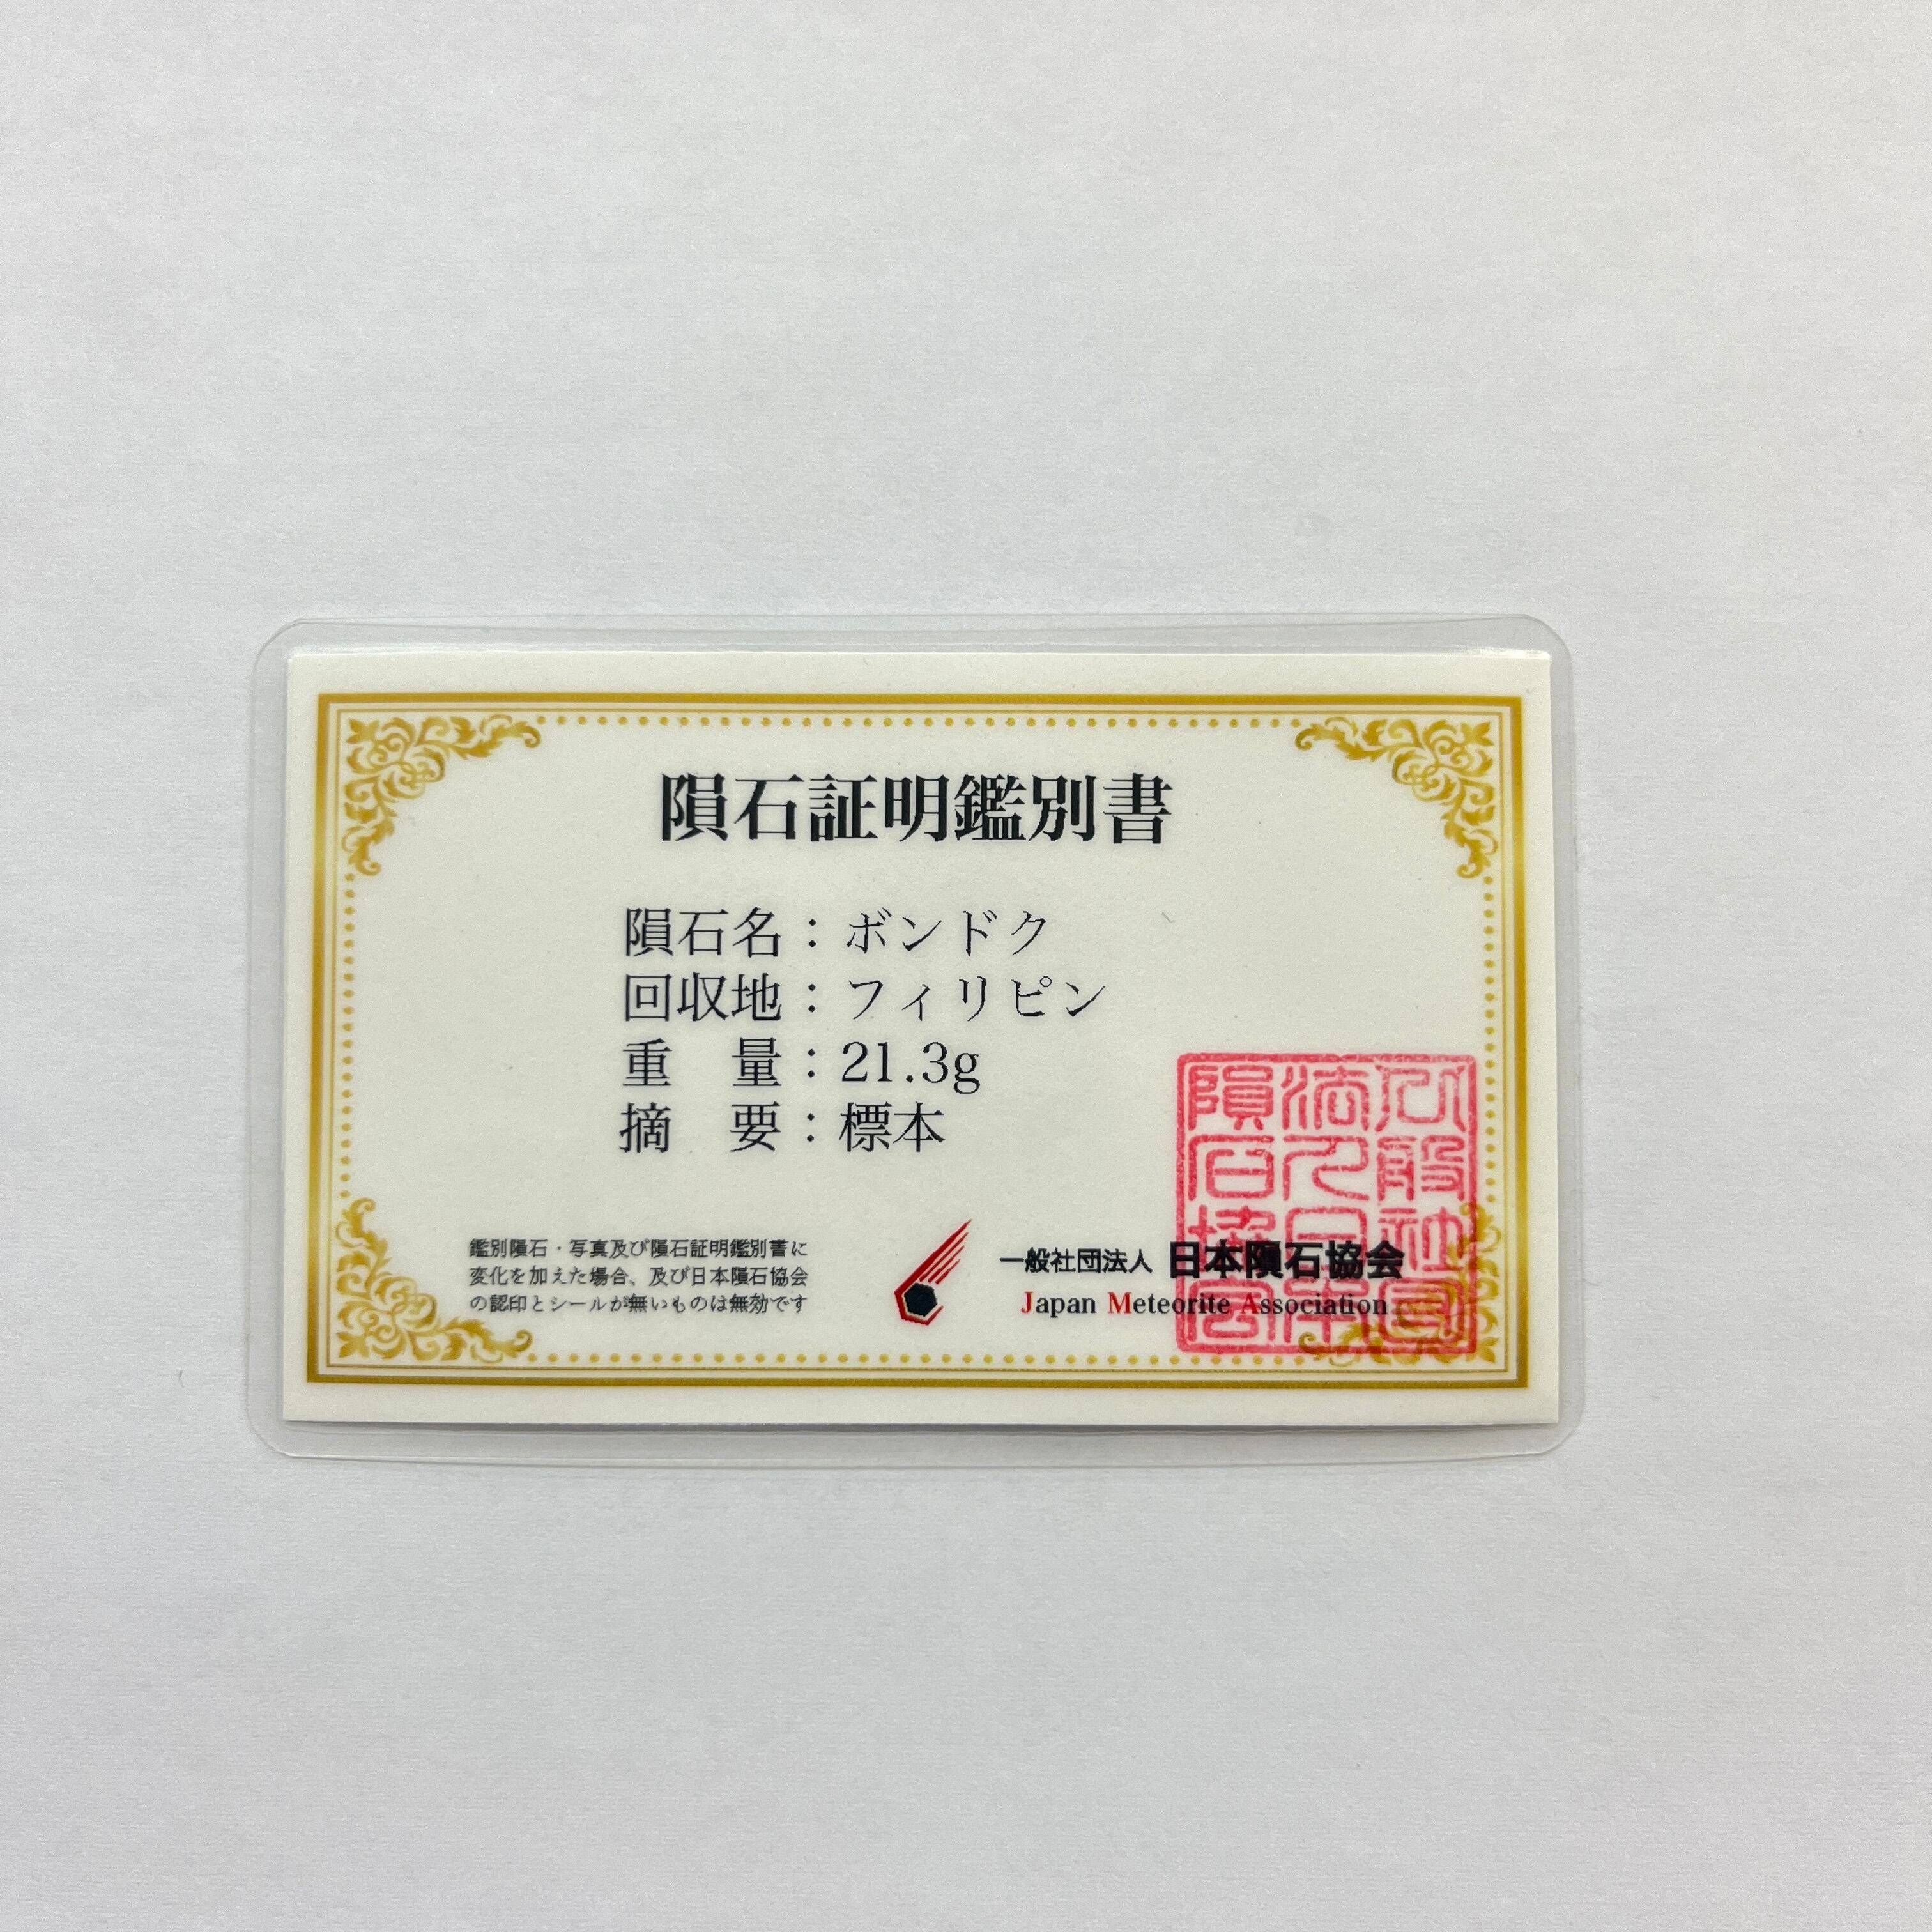 隕石証明鑑別書
隕石名：ボンドク
回収地：フィリピン
重　量：21.3g
摘　要：標本
鑑別隕石・写真及び隕石証明鑑別書に
変化を加えた場合、及び日本隕石協会
の認印とシールが無いものは無効です
一般社団法人 日本隕石協会
Japan Meteorite Association